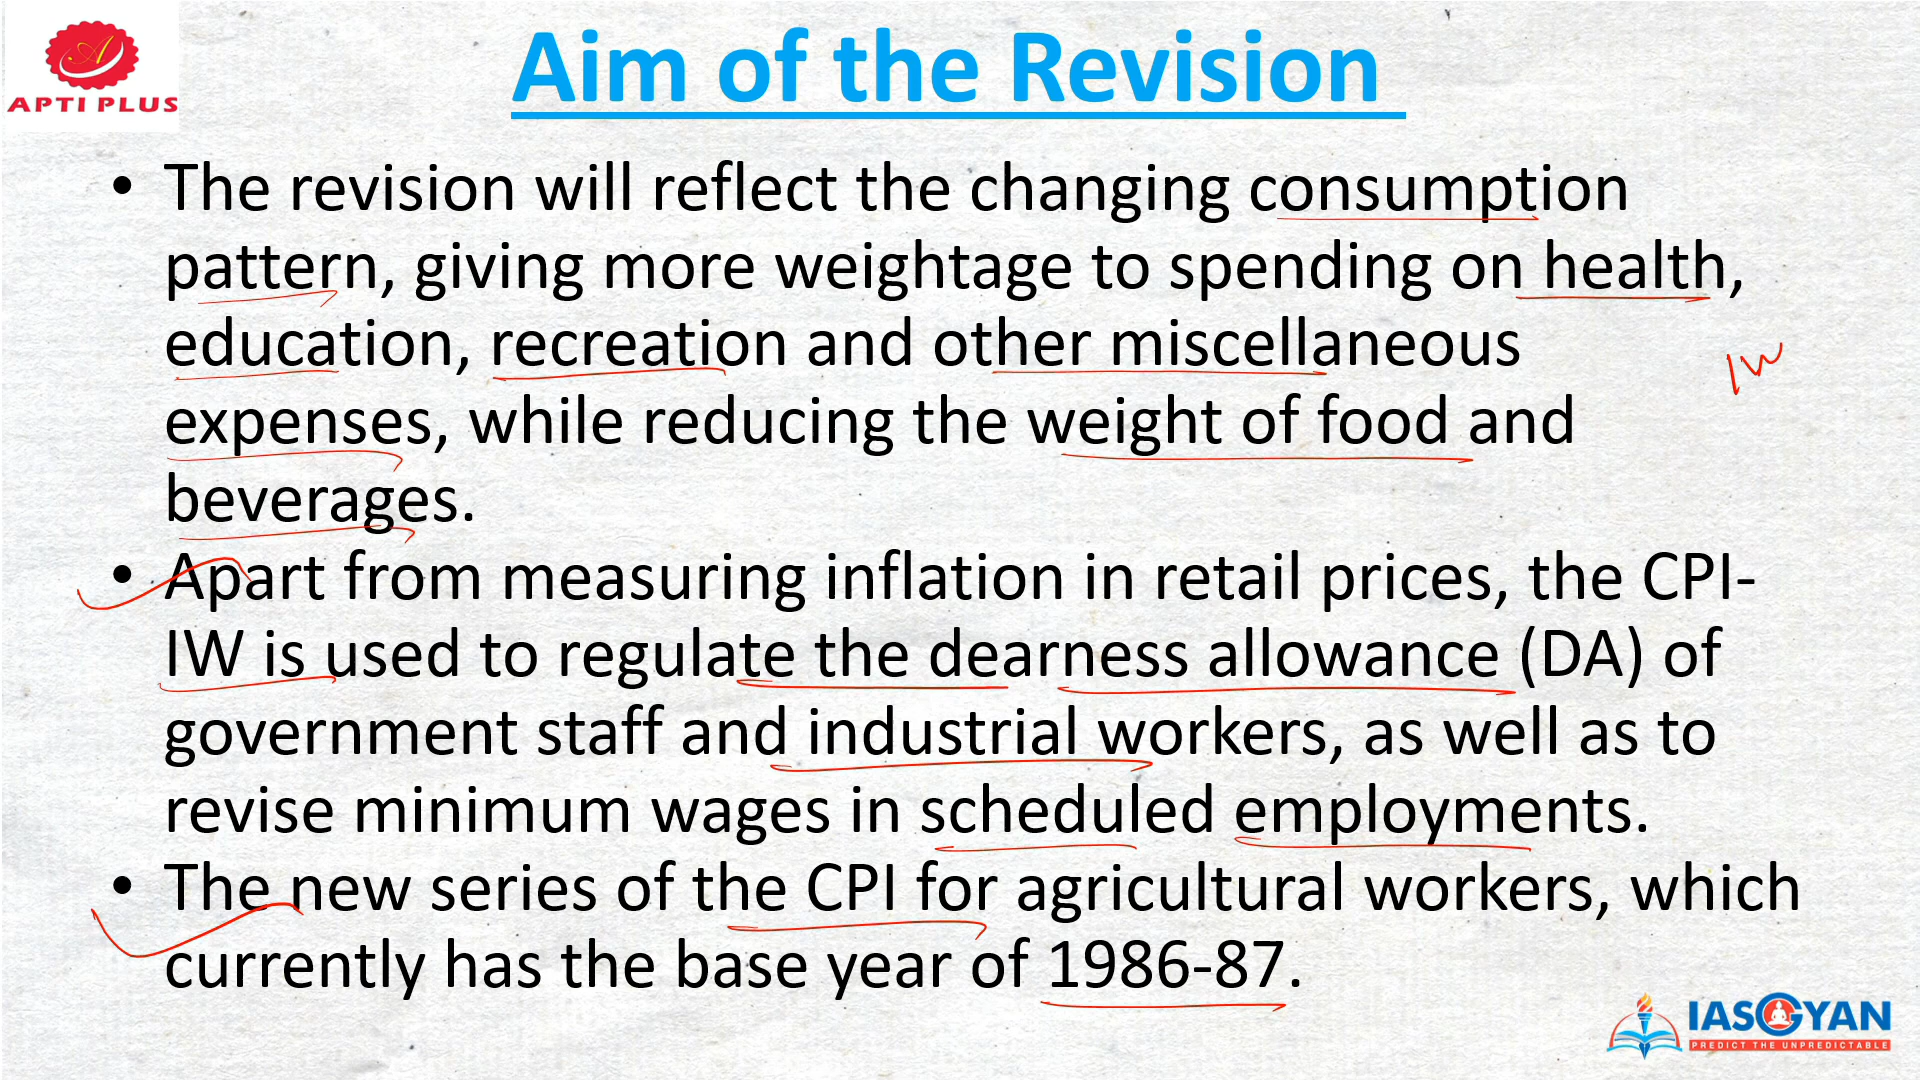 APTI PLUS
Aim of the Revision
• The revision will reflect the changing consumption
pattern, giving more weightage to spending on health,
education, recreation and other miscellaneous
IW
expenses, while reducing the weight of food and
beverages.
• Apart from measuring inflation in retail prices, the CPI-
IW is used to regulate the dearness allowance (DA) of
government staff and industrial workers, as well as to
revise minimum wages in scheduled employments.
• The new series of the CPI for agricultural workers, which
currently has the base year of 1986-87.
IASGYAN
PREDICT THE UNPREDICTABLE